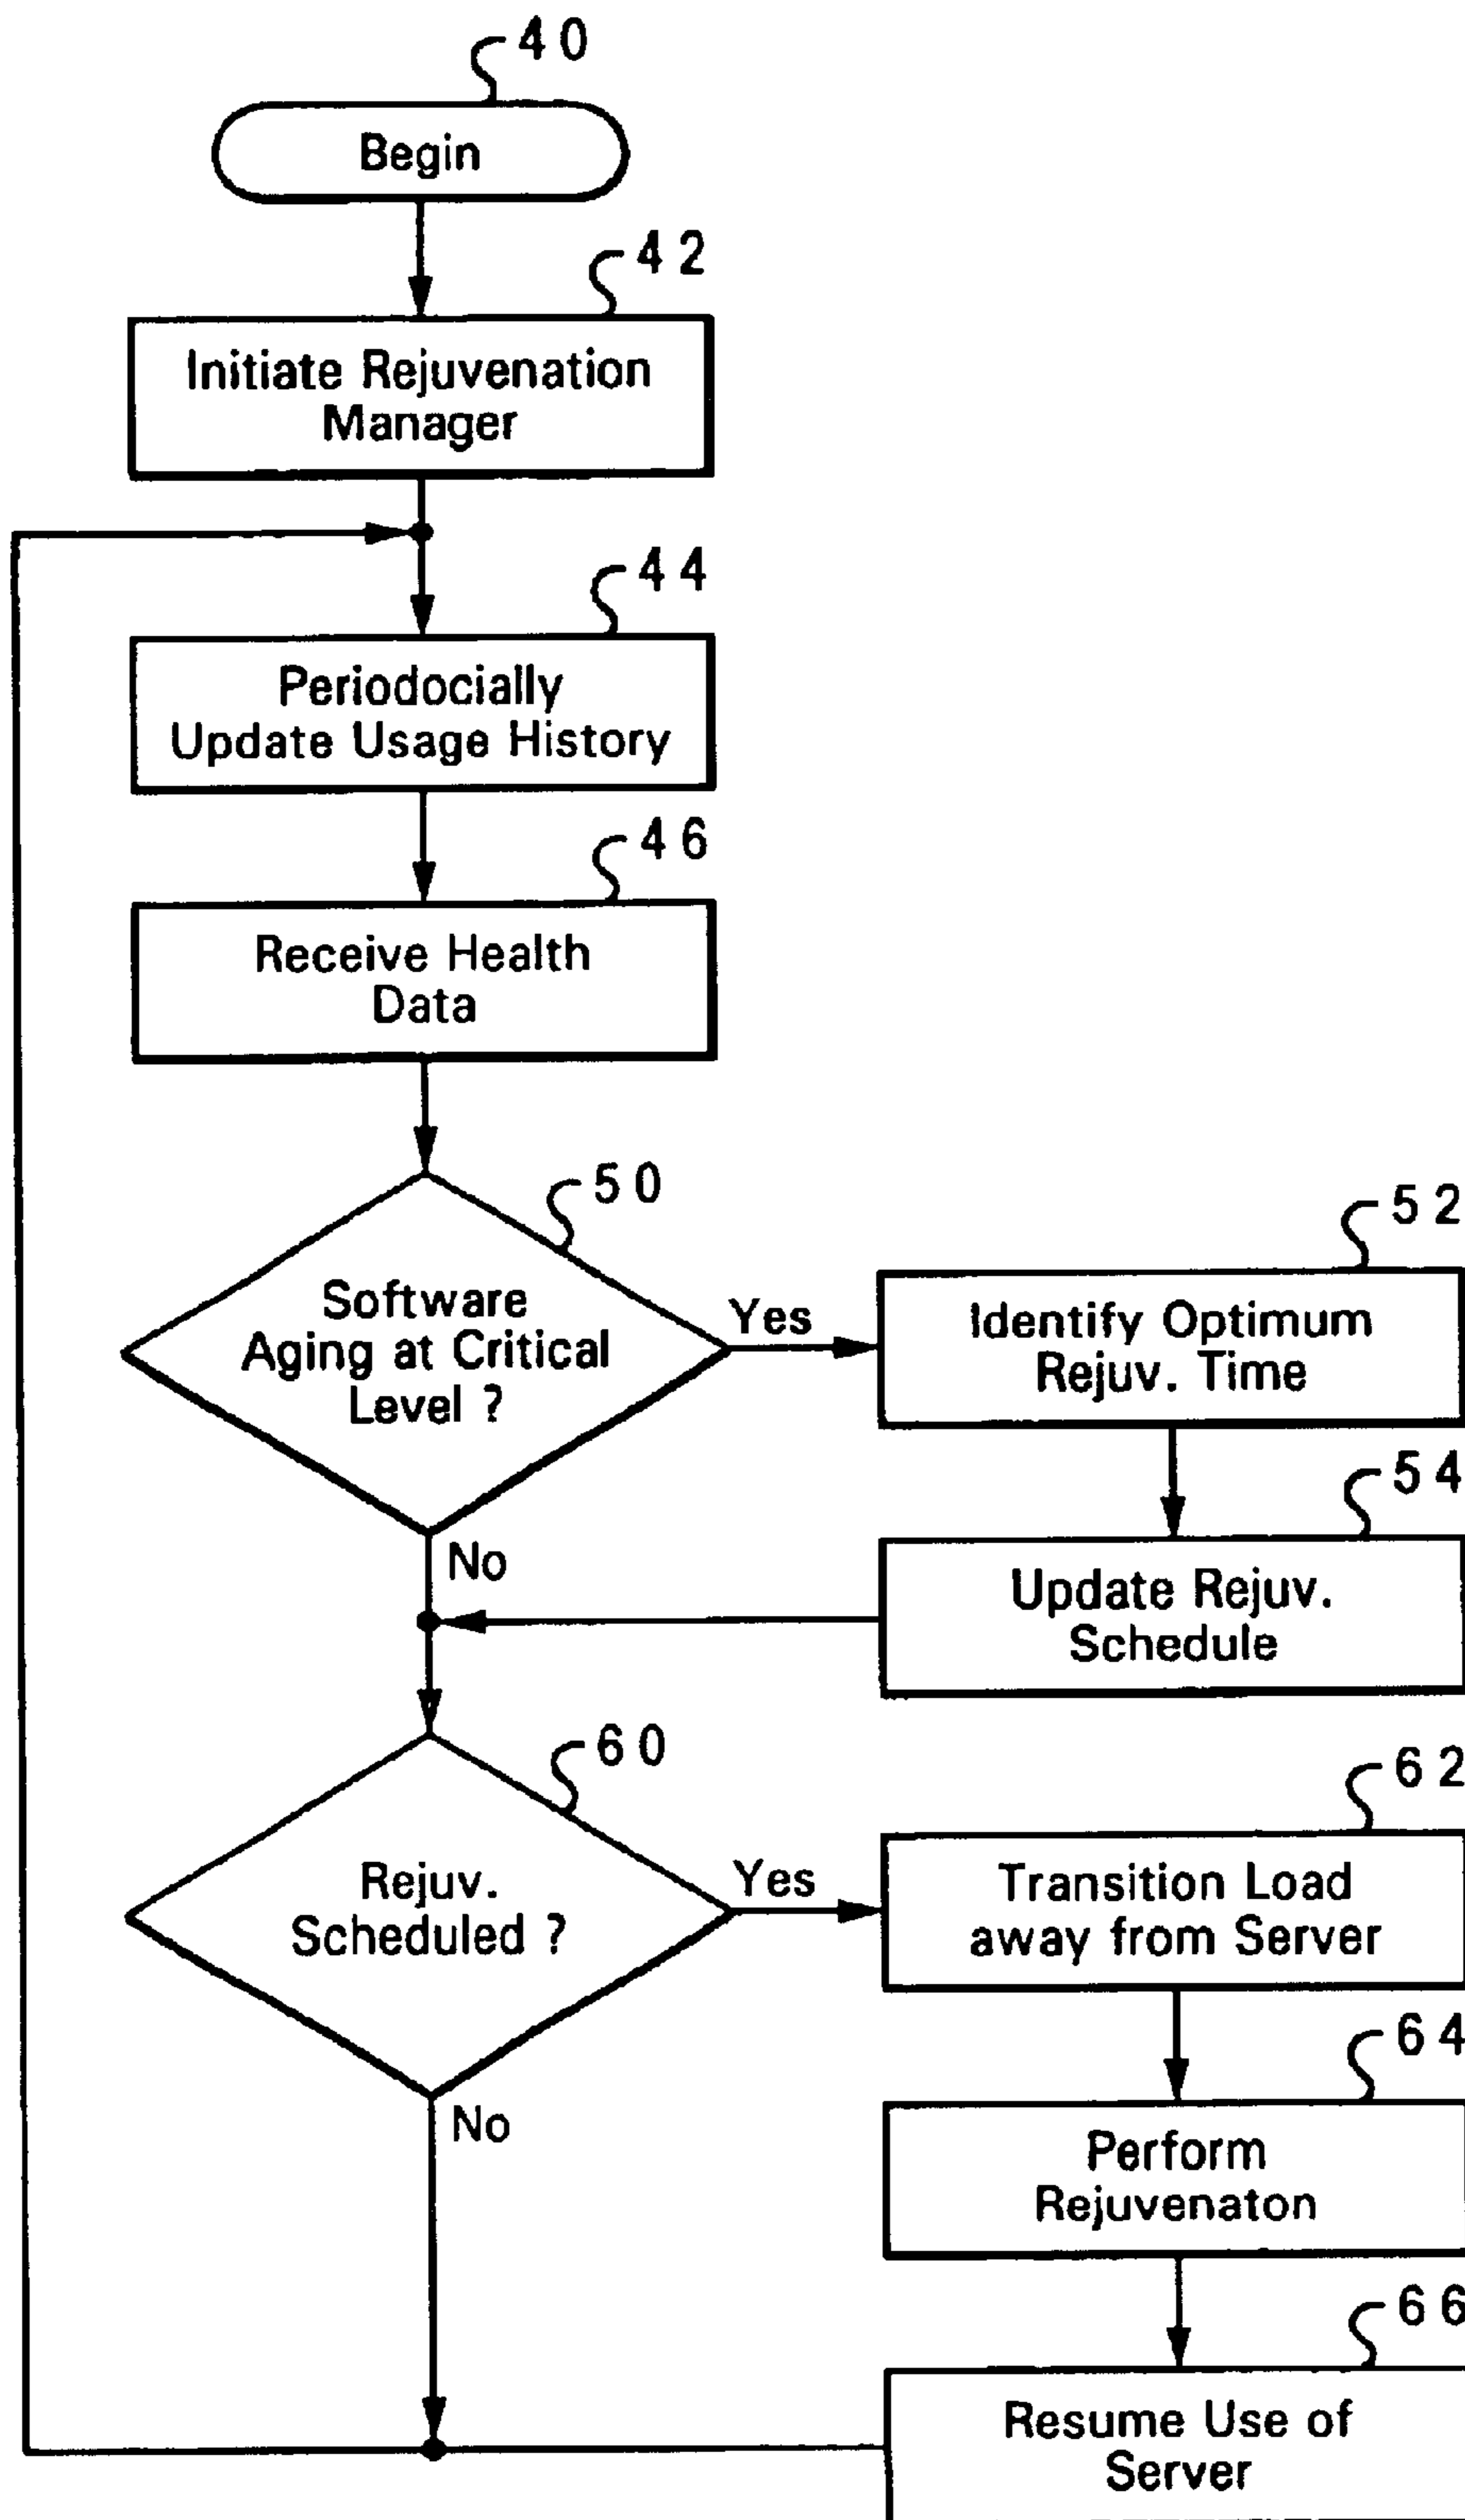 40
Begin
42
Initiate Rejuvenation
Manager
44
Periodocially
Update Usage History
46
Receive Health
Data
50
Software
Aging at Critical
Level ?
Yes
No
52
Identify Optimum
Rejuv. Time
54
Update Rejuv.
Schedule
60
Rejuv.
Scheduled ?
Yes
No
62
Transition Load
away from Server
64
Perform
Rejuvenaton
66
Resume Use of
Server